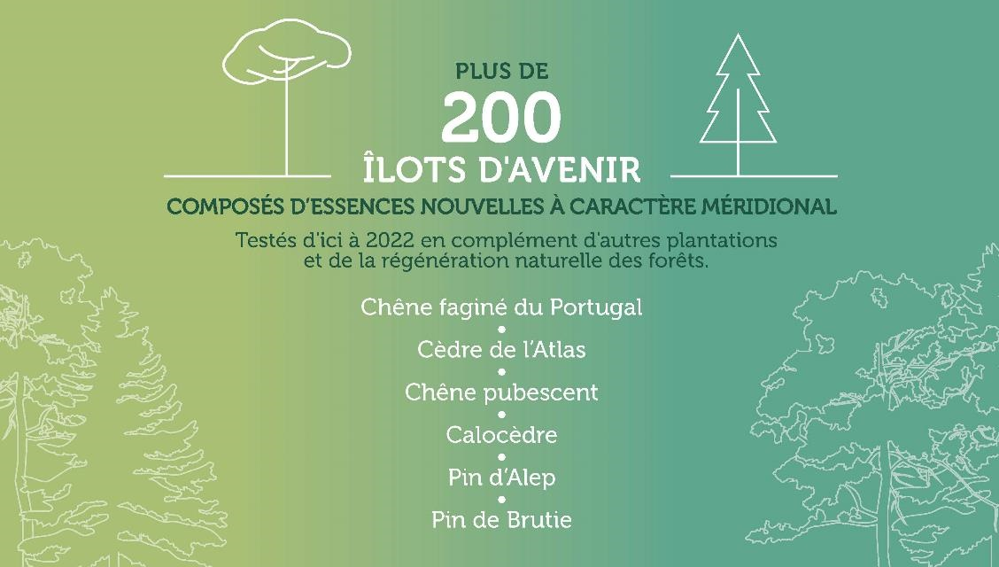 PLUS DE
200
ÎLOTS D'AVENIR
COMPOSÉS D’ESSENCES NOUVELLES À CARACTÈRE MÉRIDIONAL
Testés d'ici à 2022 en complément d'autres plantations
et de la régénération naturelle des forêts.
Chêne faginé du Portugal
Cèdre de l’Atlas
Chêne pubescent
Calocèdre
Pin d’Alep
Pin de Brutie